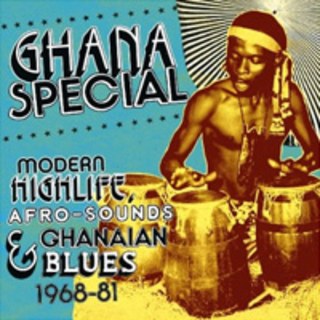 GHANA
SPECIAL
MODERN
HIGHLIFE,
AFRO-SOUNDS
& GHANAIAN
BLUES
1968-81